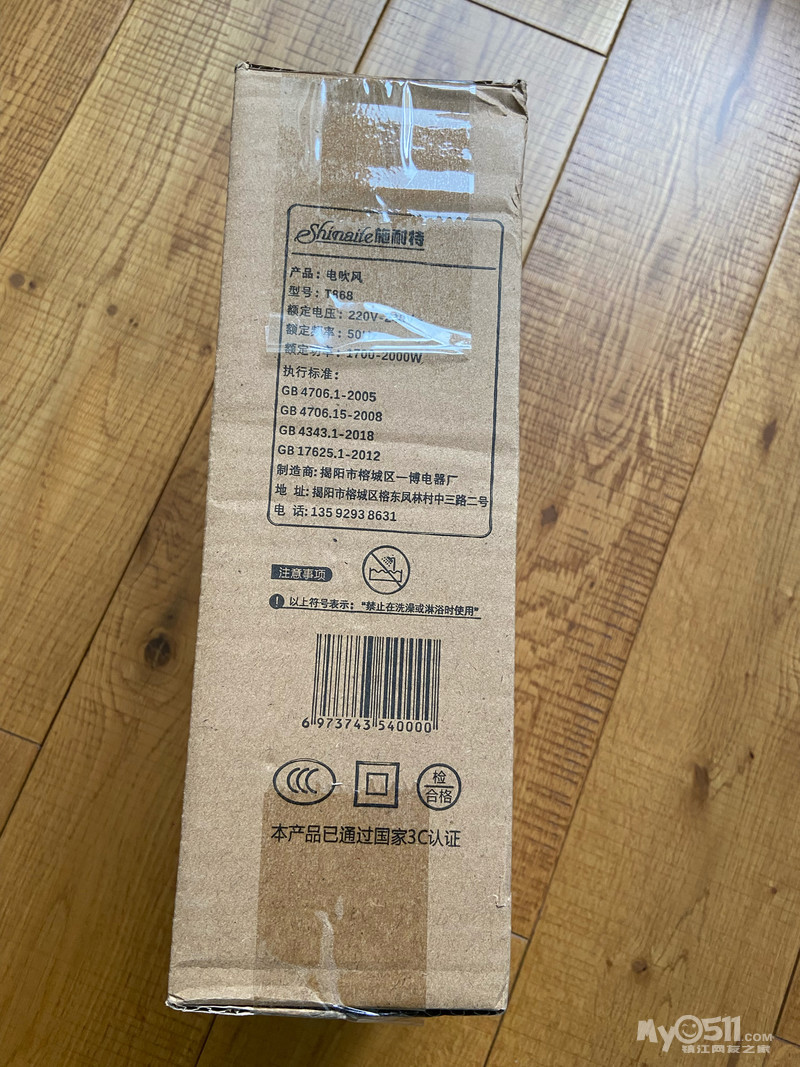 Shinaite施耐特
产品：电吹风
型号：T868
额定电压：220V-
额定频率：50
额定功率：1700-2000W
执行标准：
GB 4706.1-2005
GB 4706.15-2008
GB 4343.1-2018
GB 17625.1-2012
制造商：揭阳市榕城区一博电器厂
地 址：揭阳市榕城区榕东凤林村中三路二号
电 话：135 9293 8631
注意事项
! 以上符号表示："禁止在洗澡或淋浴时使用"
6 973743 540000
CCC
检
合格
本产品已通过国家3C认证
My0511.COM
镇江网友之家